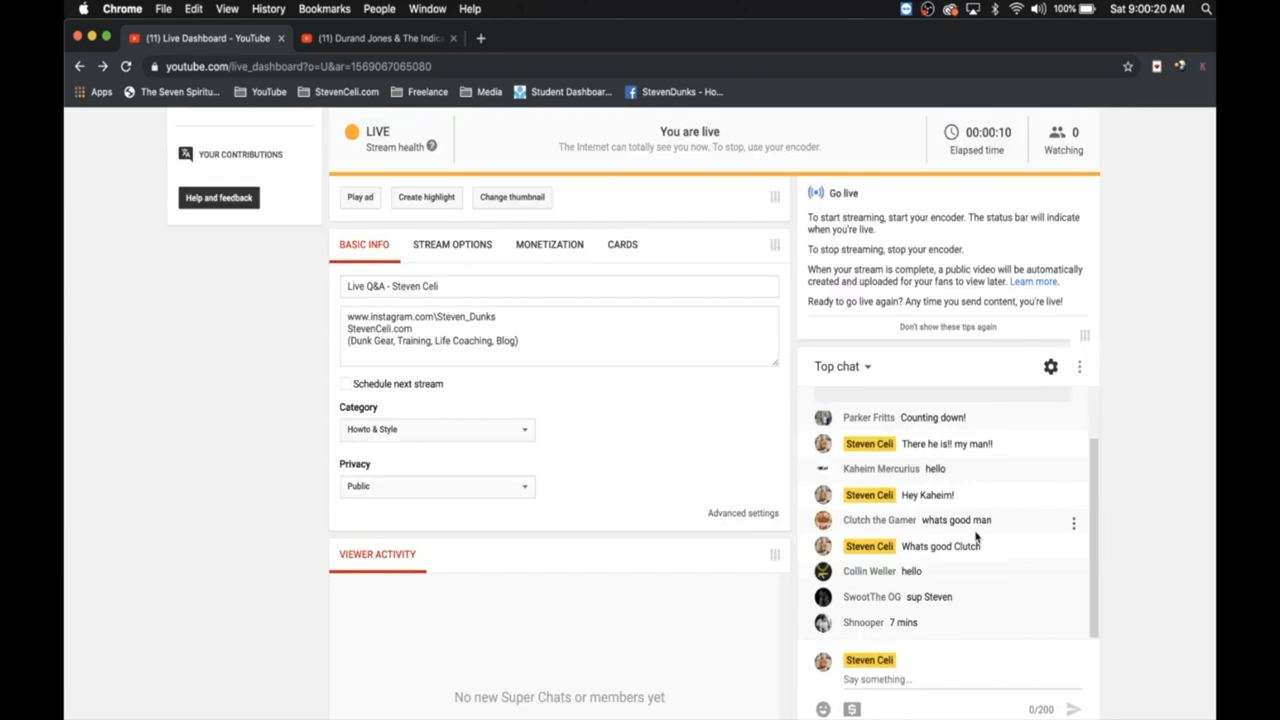 Chrome File Edit View History Bookmarks People Window Help 100% Sat 9:00:20 AM
(11) Live Dashboard - YouTube (11) Durand Jones & The Indic
youtube.com/live_dashboard?o=U&ar=1569067065080
Apps The Seven Spiritu... YouTube StevenCeli.com Freelance Media Student Dashboar... StevenDunks - Ho...
YOUR CONTRIBUTIONS
Help and feedback
LIVE
Stream health
You are live
The Internet can totally see you now. To stop, use your encoder.
00:00:10
Elapsed time
0
Watching
Play ad Create highlight Change thumbnail
BASIC INFO STREAM OPTIONS MONETIZATION CARDS
Live Q&A - Steven Celi
www.instagram.com\Steven_Dunks
StevenCeli.com
(Dunk Gear, Training, Life Coaching, Blog)
Schedule next stream
Category
Howto & Style
Privacy
Public
Advanced settings
VIEWER ACTIVITY
No new Super Chats or members yet
Go live
To start streaming, start your encoder. The status bar will indicate
when you're live.
To stop streaming, stop your encoder.
When your stream is complete, a public video will be automatically
created and uploaded for your fans to view later. Learn more.
Ready to go live again? Any time you send content, you're live!
Don't show these tips again
Top chat
Parker Fritts Counting down!
Steven Celi There he is!! my man!!
Kaheim Mercurius hello
Steven Celi Hey Kaheim!
Clutch the Gamer whats good man
Steven Celi Whats good Clutch
Collin Weller hello
SwootThe OG sup Steven
Shnooper 7 mins
Steven Celi
Say something...
0/200